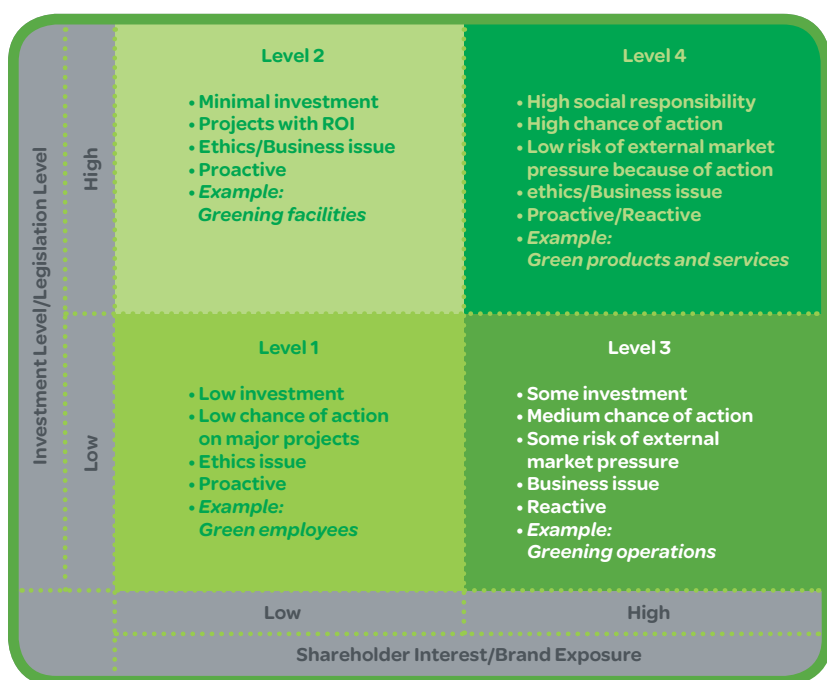 Investment Level/Legislation Level
High
Level 2
• Minimal investment
• Projects with ROI
• Ethics/Business issue
• Proactive
• Example:
Greening facilities
Level 4
• High social responsibility
• High chance of action
• Low risk of external market
pressure because of action
• ethics/Business issue
• Proactive/Reactive
• Example:
Green products and services
Low
Level 1
• Low investment
• Low chance of action
on major projects
• Ethics issue
• Proactive
• Example:
Green employees
Level 3
• Some investment
• Medium chance of action
• Some risk of external
market pressure
• Business issue
• Reactive
• Example:
Greening operations
Low
High
Shareholder Interest/Brand Exposure